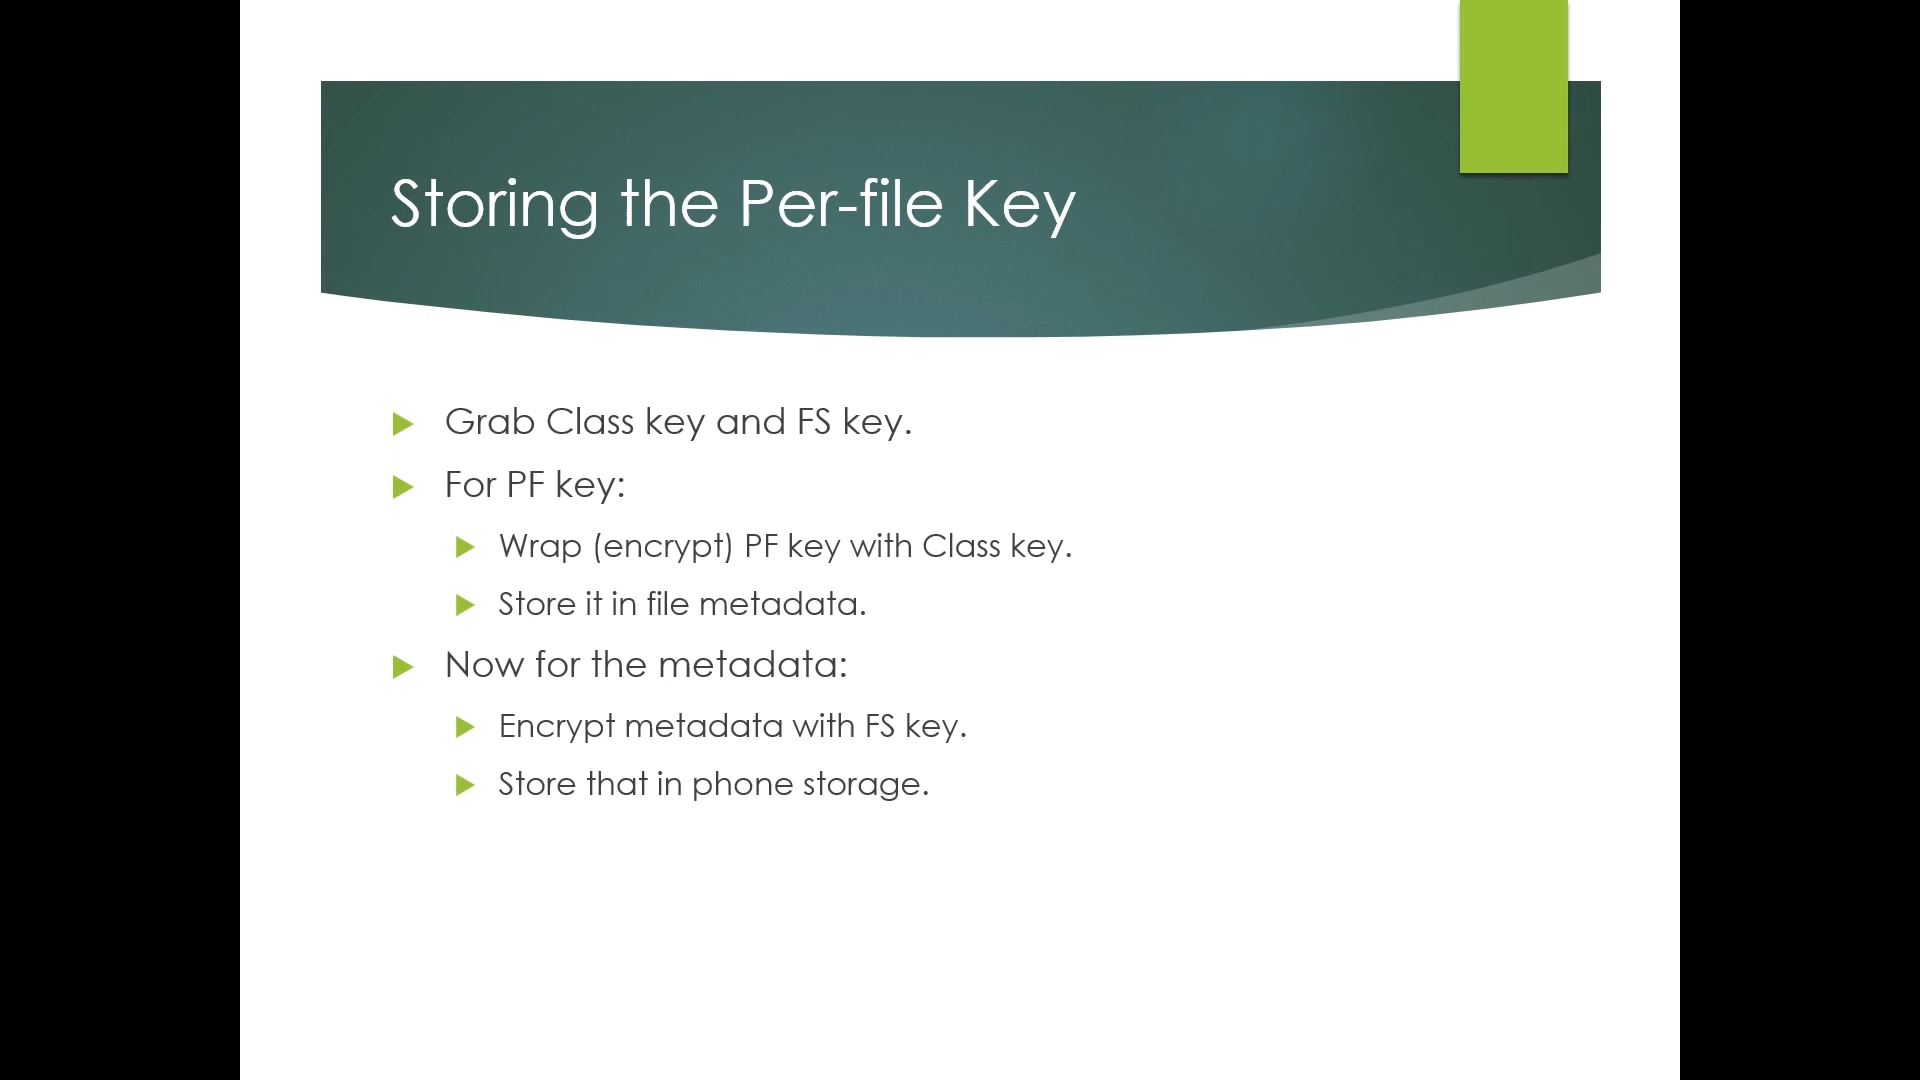 Storing the Per-file Key
Grab Class key and FS key.
For PF key:
Wrap (encrypt) PF key with Class key.
Store it in file metadata.
Now for the metadata:
Encrypt metadata with FS key.
Store that in phone storage.